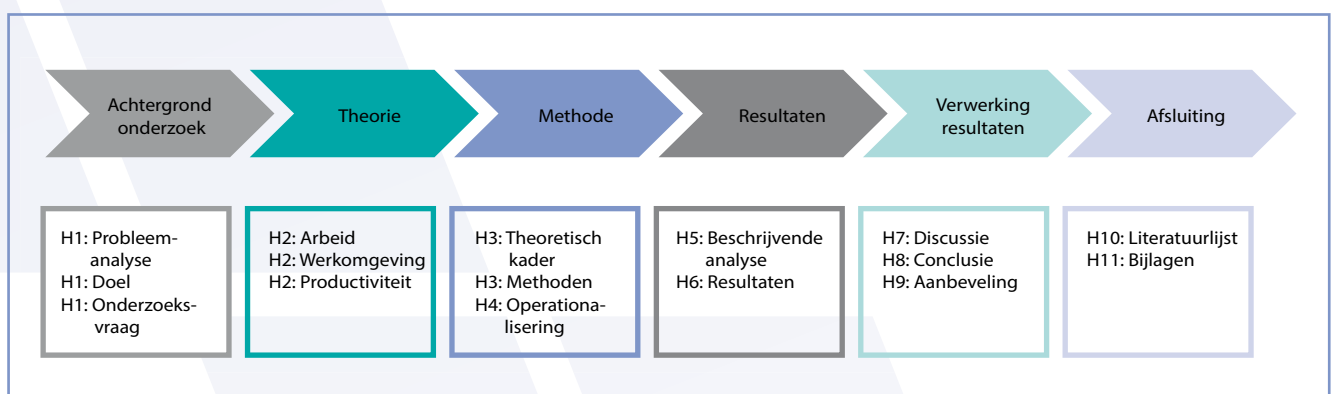 Achtergrond
onderzoek
Theorie
Methode
Resultaten
Verwerking
resultaten
Afsluiting
H1: Probleem-
analyse
H1: Doel
H1: Onderzoeks-
vraag
H2: Arbeid
H2: Werkomgeving
H2: Productiviteit
H3: Theoretisch
kader
H3: Methoden
H4: Operationa-
lisering
H5: Beschrijvende
analyse
H6: Resultaten
H7: Discussie
H8: Conclusie
H9: Aanbeveling
H10: Literatuurlijst
H11: Bijlagen